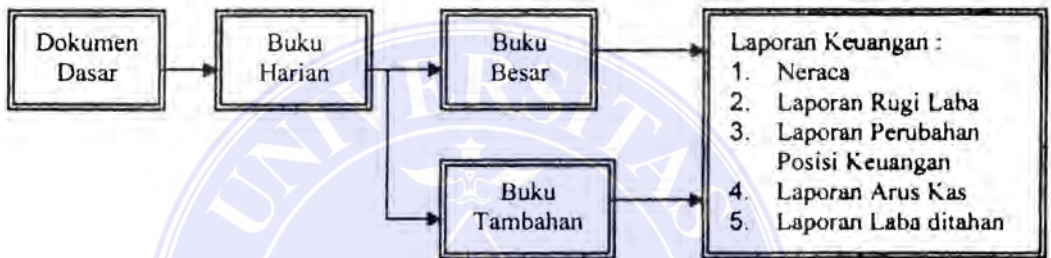 Dokumen
Dasar
Buku
Harian
Buku
Besar
Buku
Tambahan
Laporan Keuangan :
1. Neraca
2. Laporan Rugi Laba
3. Laporan Perubahan
Posisi Keuangan
4. Laporan Arus Kas
5. Laporan Laba ditahan
UNIVERSITAS